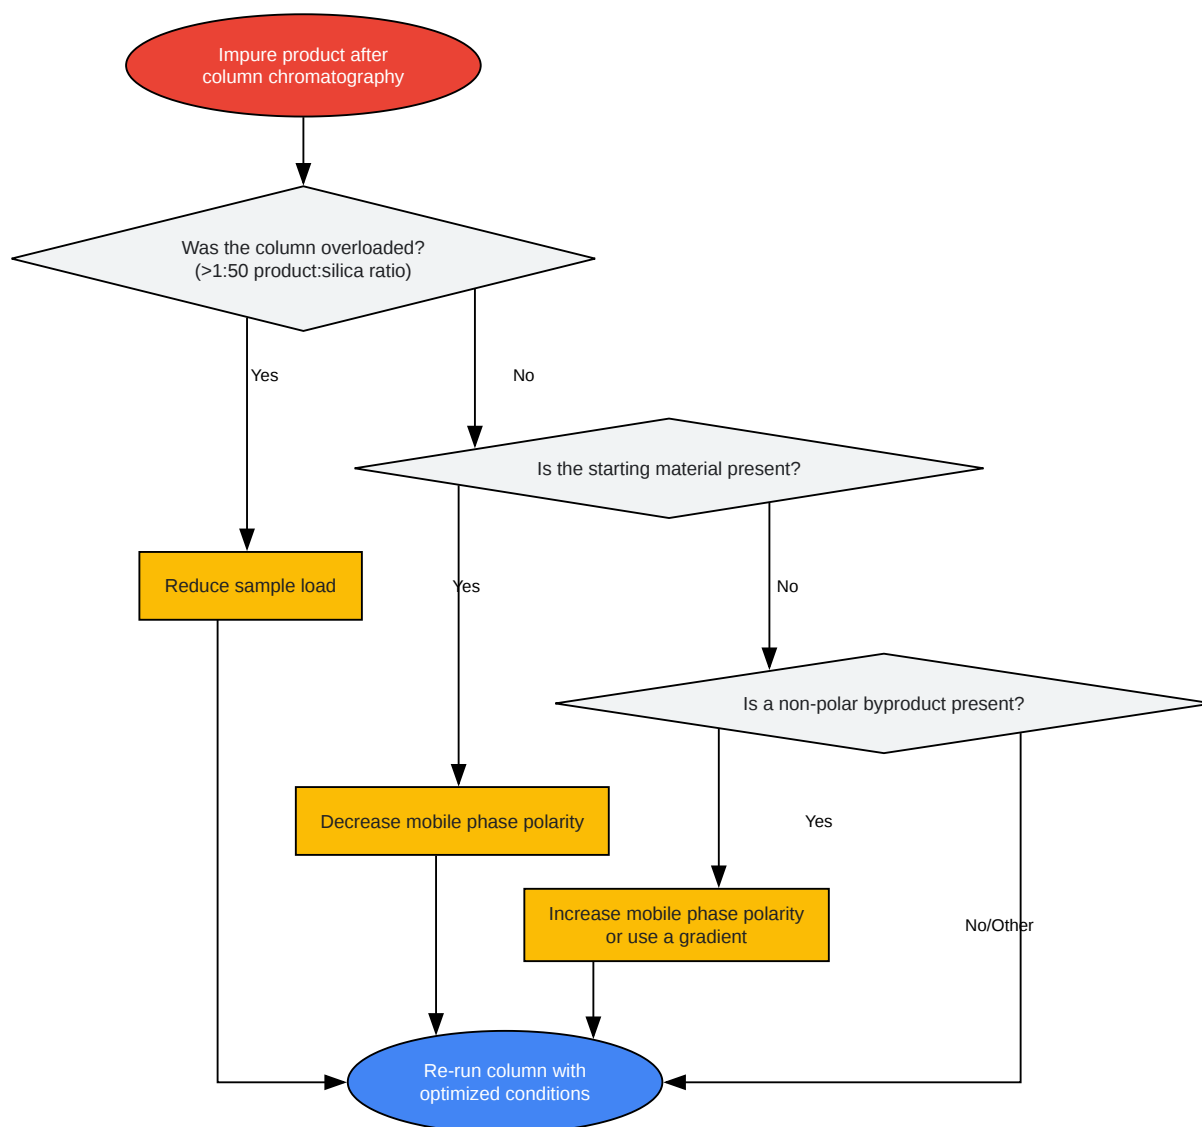 Impure product after
column chromatography
Was the column overloaded?
(>1:50 product:silica ratio)
Yes
No
Is the starting material present?
Reduce sample load
Yes
No
Is a non-polar byproduct present?
Decrease mobile phase polarity
Yes
Increase mobile phase polarity
or use a gradient
No/Other
Re-run column with
optimized conditions